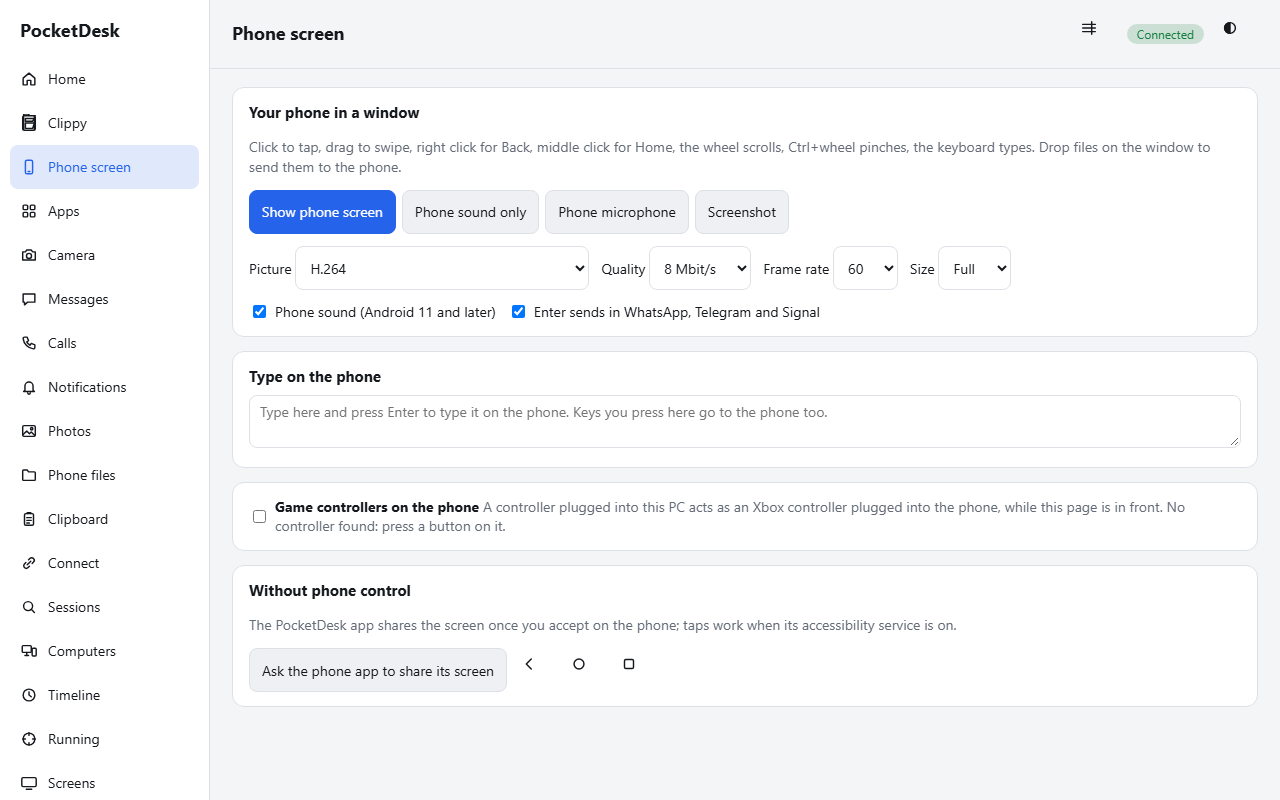 PocketDesk
Home
Clippy
Phone screen
Apps
Camera
Messages
Calls
Notifications
Photos
Phone files
Clipboard
Connect
Sessions
Computers
Timeline
Running
Screens
Phone screen
Connected
Your phone in a window
Click to tap, drag to swipe, right click for Back, middle click for Home, the wheel scrolls, Ctrl+wheel pinches, the keyboard types. Drop files on the window to
send them to the phone.
Show phone screen Phone sound only Phone microphone Screenshot
Picture H.264 Quality 8 Mbit/s Frame rate 60 Size Full
Phone sound (Android 11 and later) Enter sends in WhatsApp, Telegram and Signal
Type on the phone
Type here and press Enter to type it on the phone. Keys you press here go to the phone too.
Game controllers on the phone A controller plugged into this PC acts as an Xbox controller plugged into the phone, while this page is in front. No
controller found: press a button on it.
Without phone control
The PocketDesk app shares the screen once you accept on the phone; taps work when its accessibility service is on.
Ask the phone app to share its screen